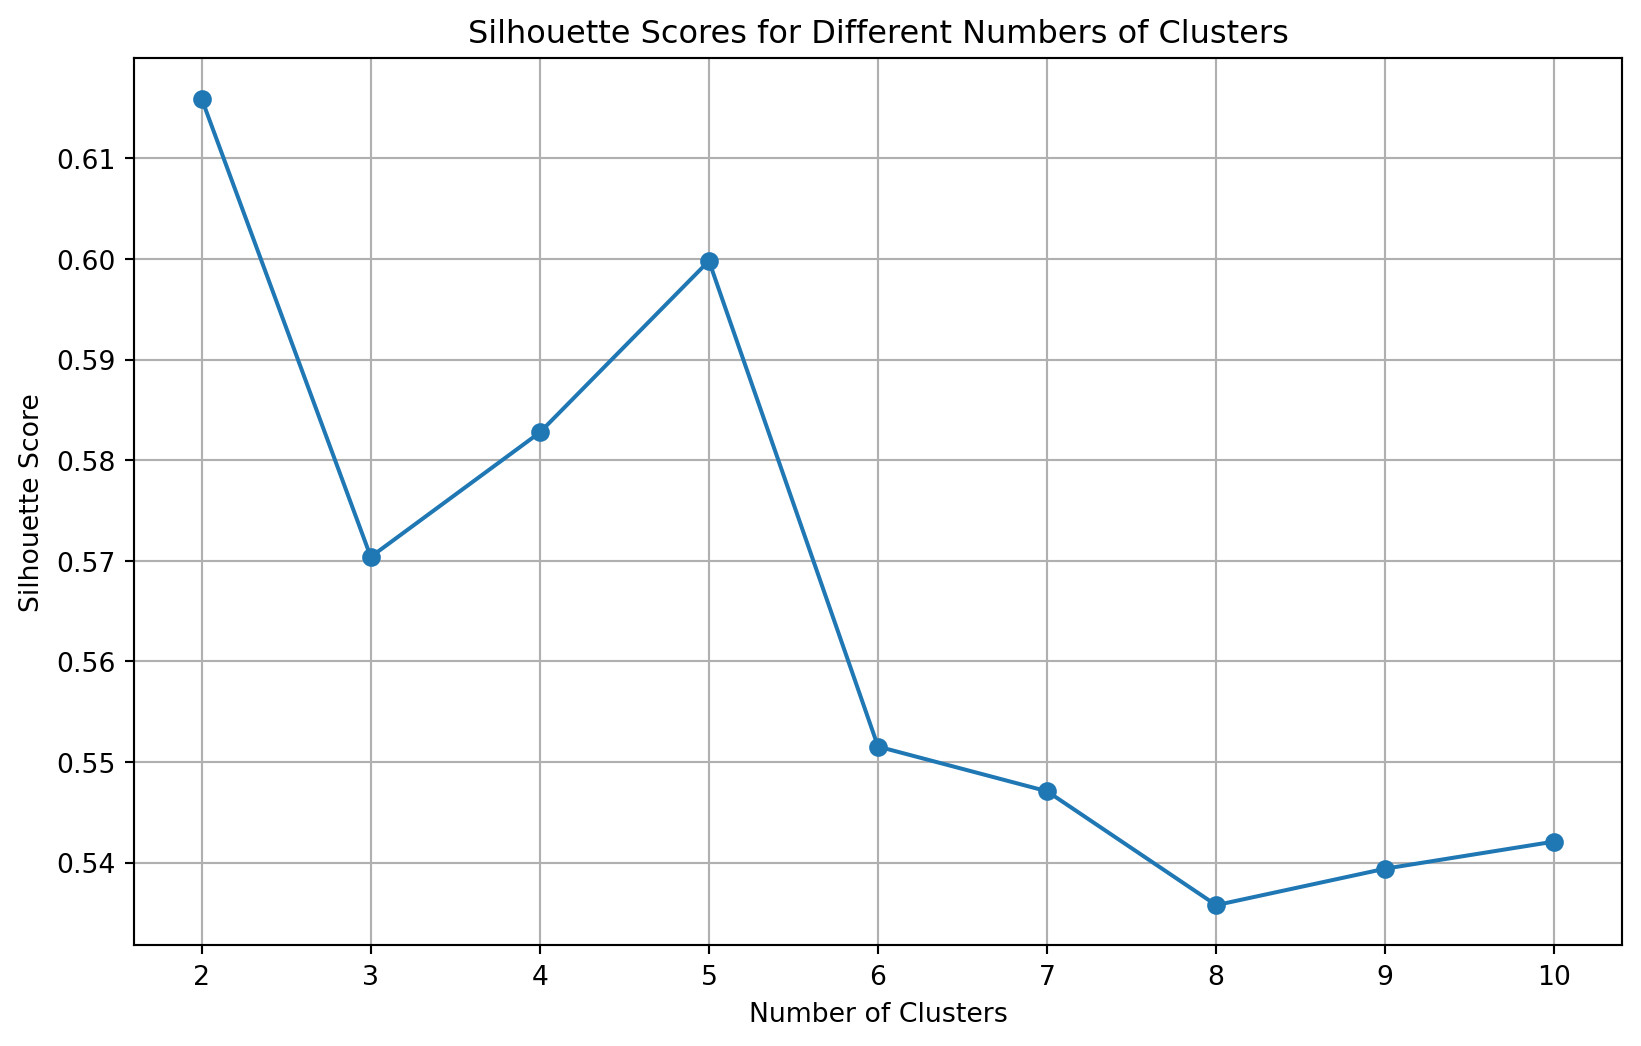 Silhouette Scores for Different Numbers of Clusters
0.61
0.60
0.59
0.58
0.57
0.56
0.55
0.54
Silhouette Score
2 3 4 5 6 7 8 9 10
Number of Clusters